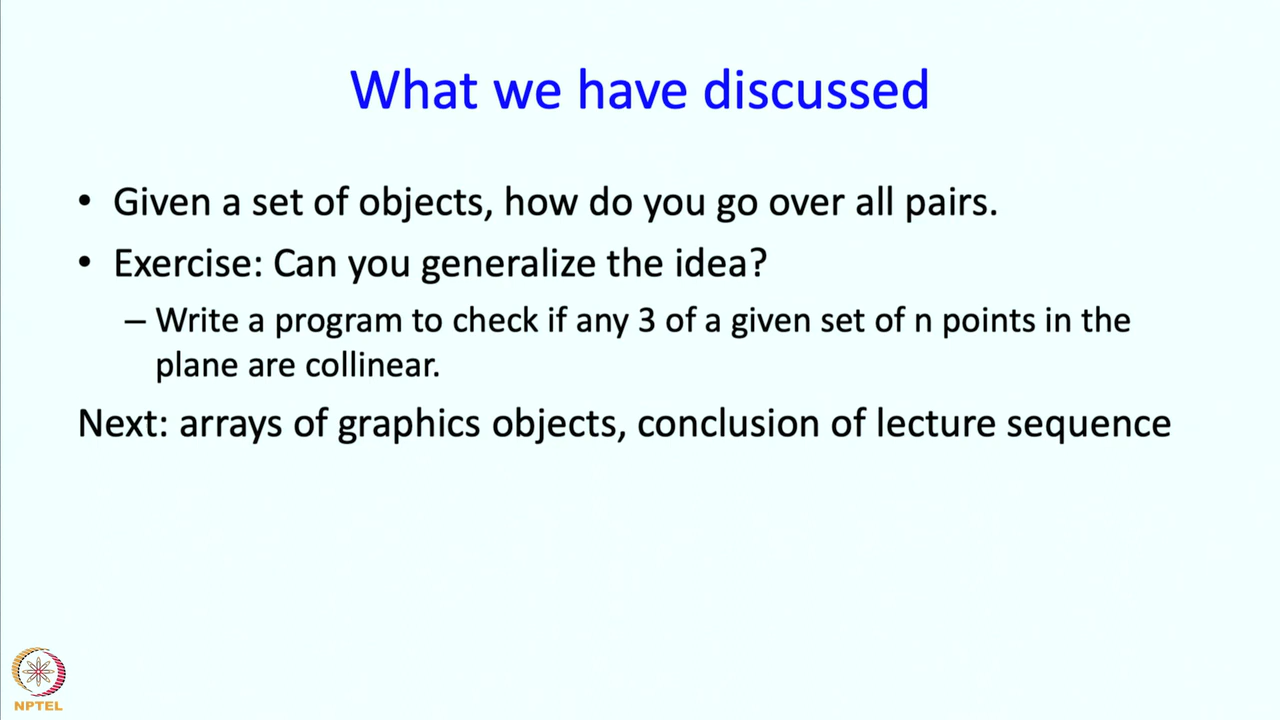 What we have discussed
• Given a set of objects, how do you go over all pairs.
• Exercise: Can you generalize the idea?
– Write a program to check if any 3 of a given set of n points in the
plane are collinear.
Next: arrays of graphics objects, conclusion of lecture sequence
NPTEL